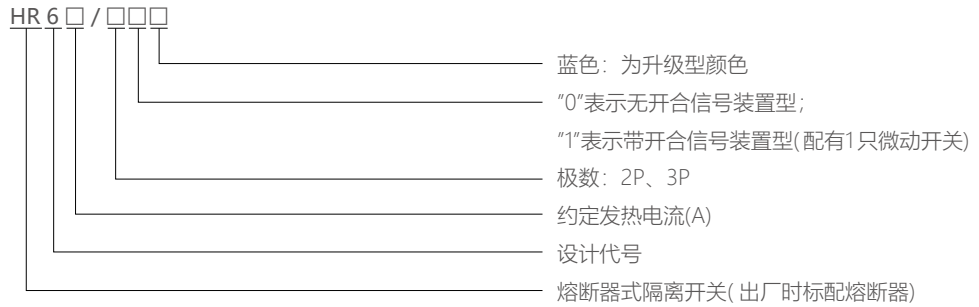 HR 6 □ / □□□
蓝色：为升级型颜色
"0"表示无开合信号装置型；
"1"表示带开合信号装置型(配有1只微动开关)
极数：2P、3P
约定发热电流(A)
设计代号
熔断器式隔离开关(出厂时标配熔断器)